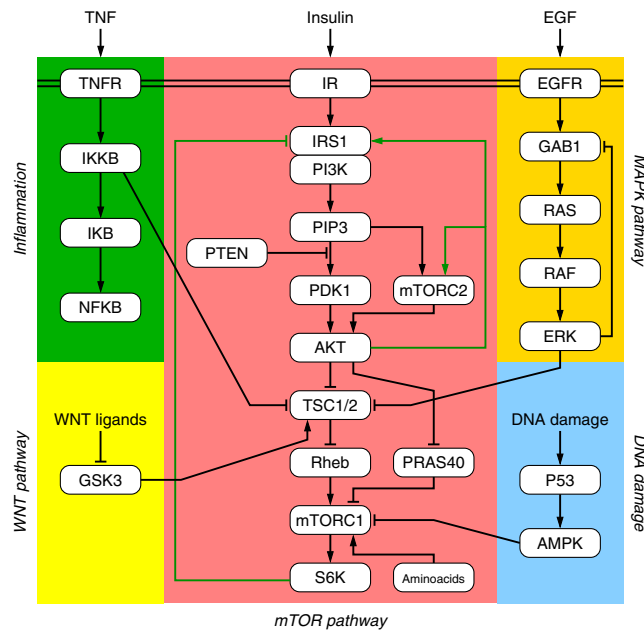 TNF
Insulin
EGF
TNFR
IR
EGFR
IRS1
GAB1
IKKB
PI3K
Inflammation
MAPK pathway
RAS
PIP3
IKB
PTEN
RAF
PDK1
mTORC2
NFKB
ERK
AKT
TSC1/2
WNT ligands
DNA damage
Rheb
PRAS40
GSK3
P53
WNT pathway
DNA damage
mTORC1
AMPK
S6K
Aminoacids
mTOR pathway